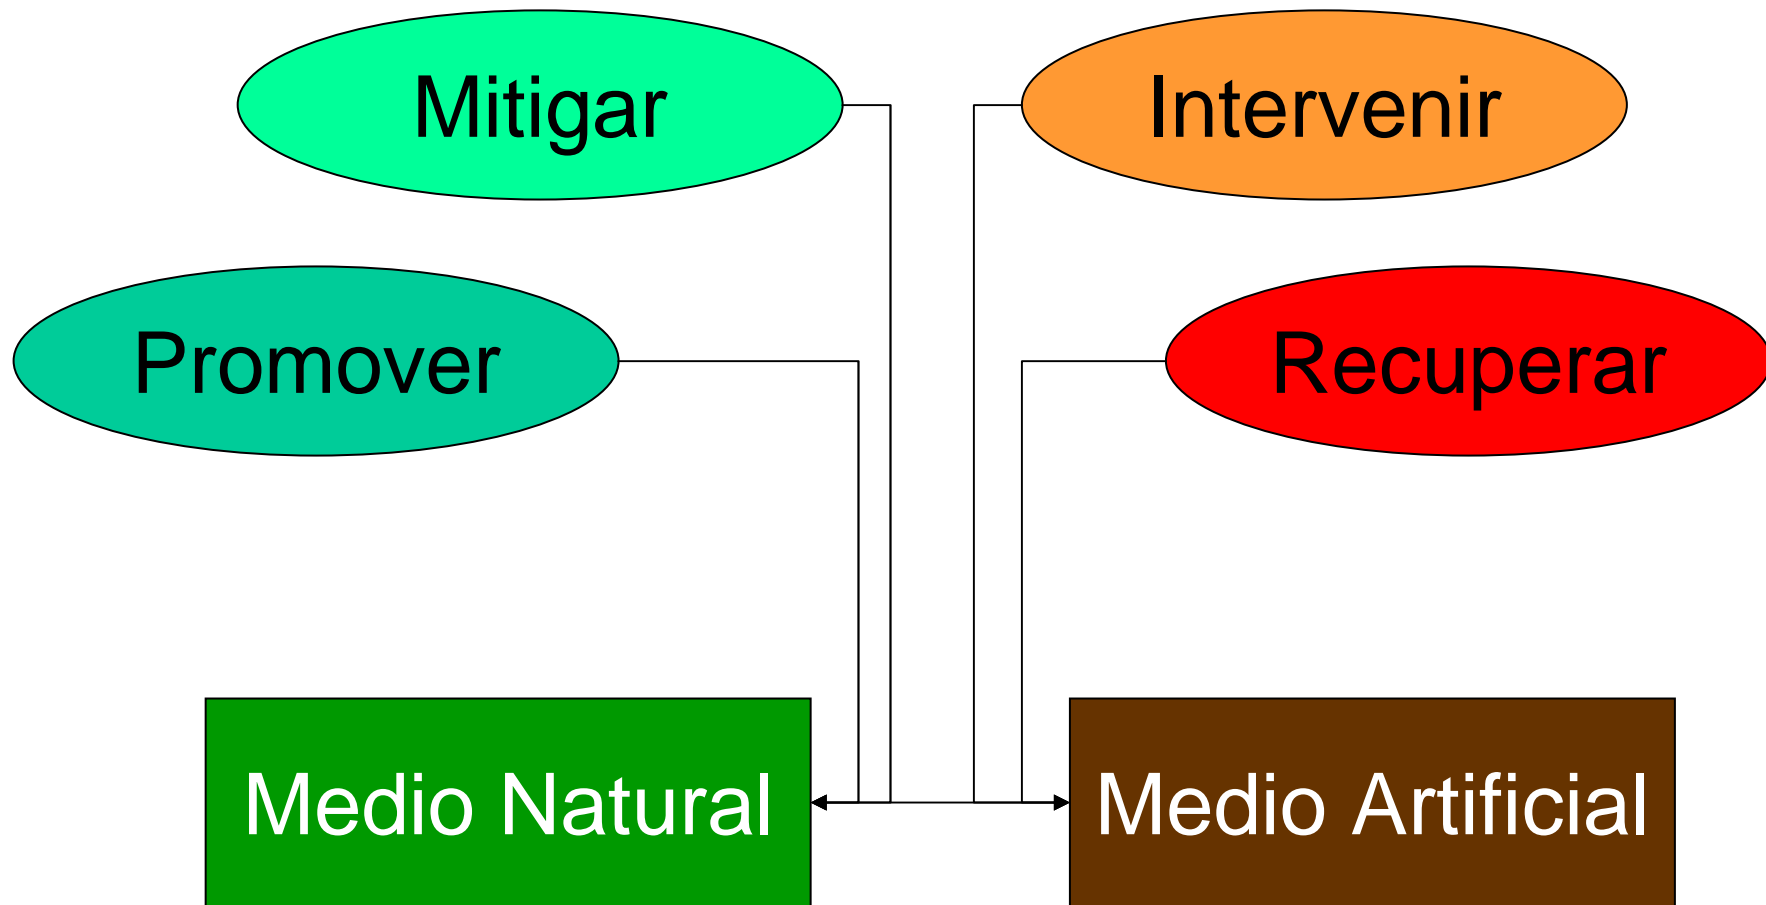 Mitigar
Intervenir
Promover
Recuperar
Medio Natural
Medio Artificial